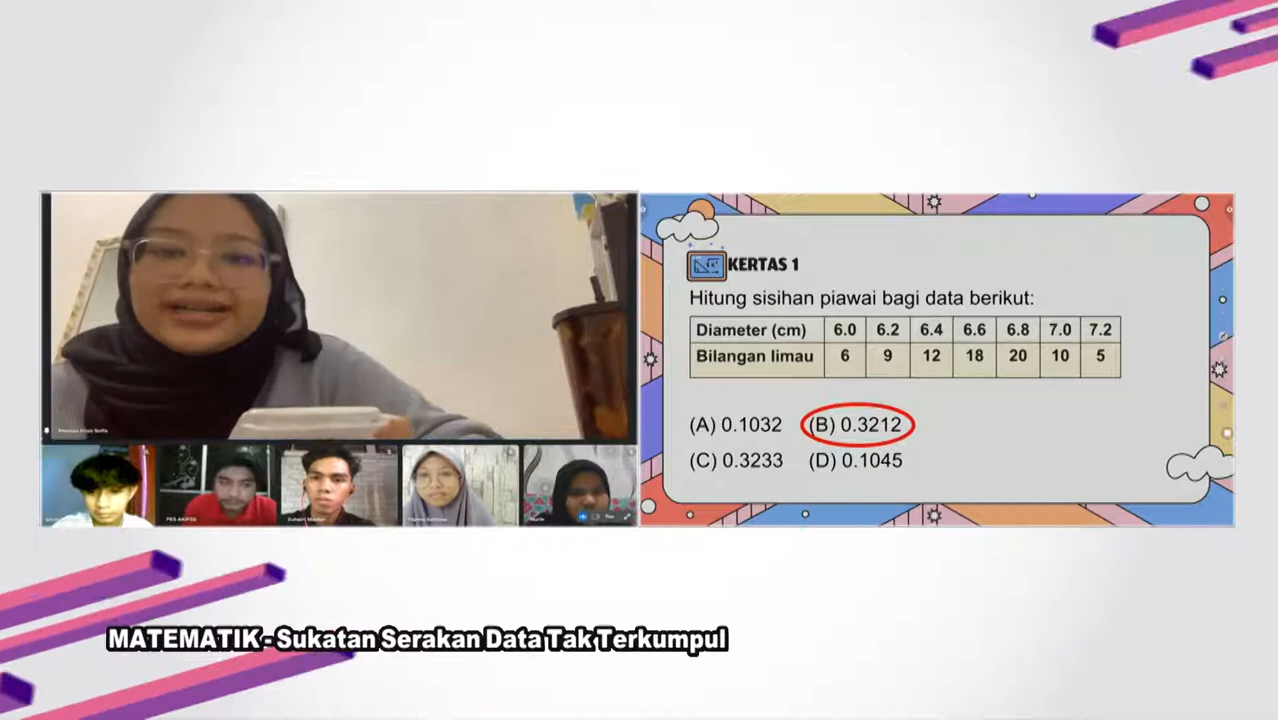 KERTAS 1
Hitung sisihan piawai bagi data berikut:
Diameter (cm) 6.0 6.2 6.4 6.6 6.8 7.0 7.2
Bilangan limau 6 9 12 18 20 10 5
(A) 0.1032 (B) 0.3212
(C) 0.3233 (D) 0.1045
MATEMATIK - Sukatan Serakan Data Tak Terkumpul